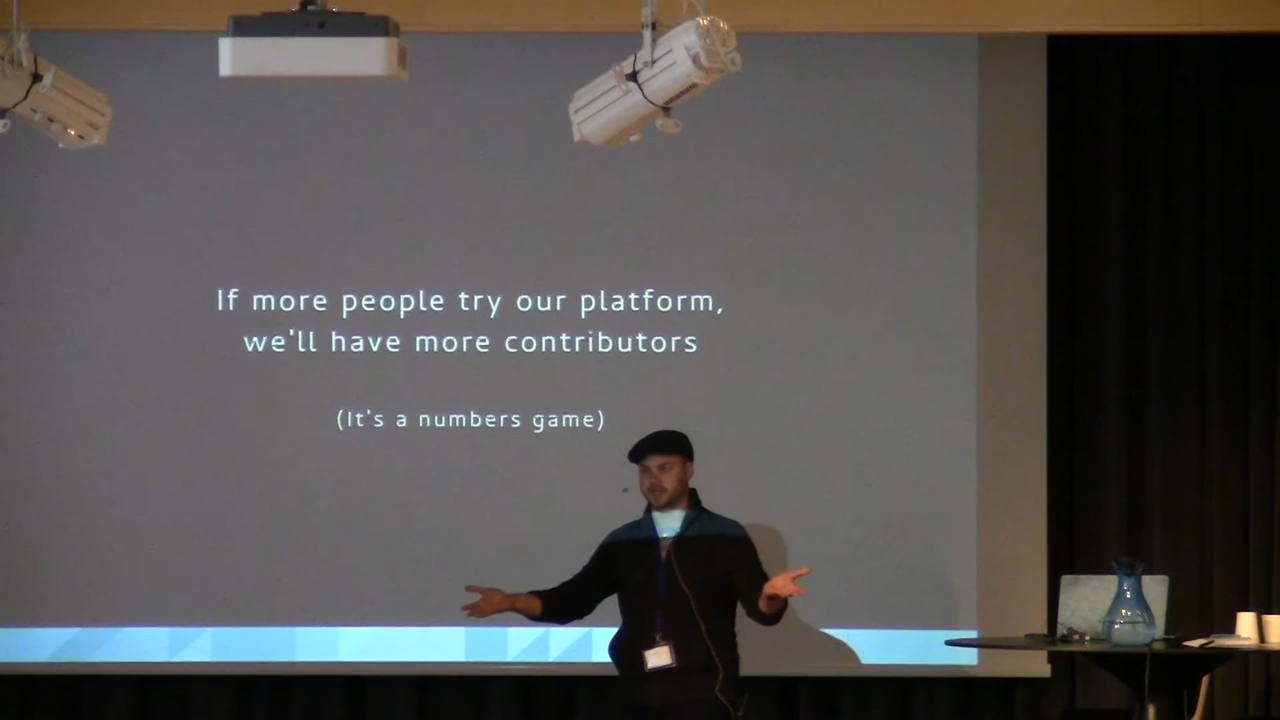 If more people try our platform,
we'll have more contributors
(It's a numbers game)